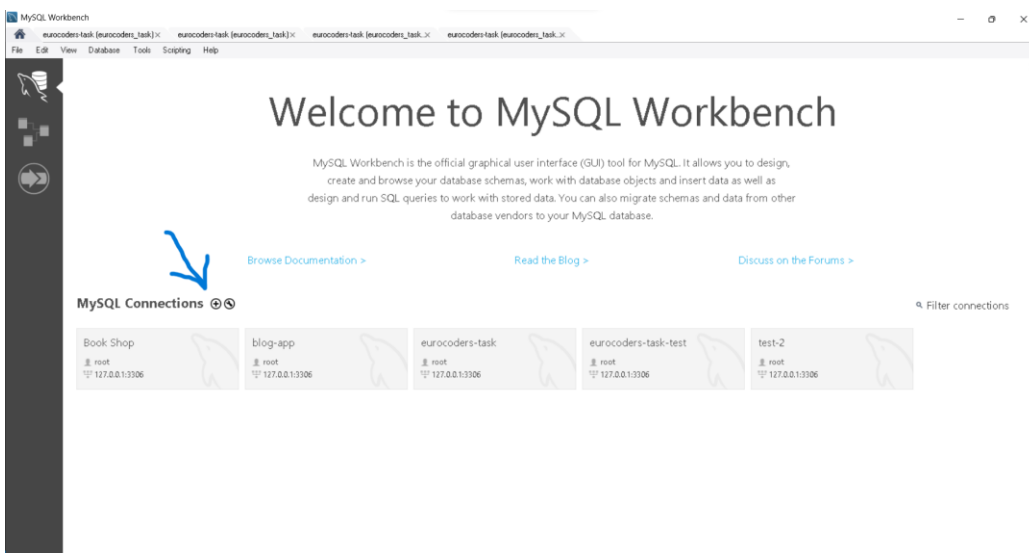 MySQL Workbench
eurocoders-task (eurocoders_task) × eurocoders-task (eurocoders_task) × eurocoders-task (eurocoders_task...× eurocoders-task (eurocoders_task...×
File Edit View Database Tools Scripting Help
Welcome to MySQL Workbench
MySQL Workbench is the official graphical user interface (GUI) tool for MySQL. It allows you to design,
create and browse your database schemas, work with database objects and insert data as well as
design and run SQL queries to work with stored data. You can also migrate schemas and data from other
database vendors to your MySQL database.
Browse Documentation > Read the Blog > Discuss on the Forums >
MySQL Connections Filter connections
Book Shop blog-app eurocoders-task eurocoders-task-test test-2
root root root root root
127.0.0.1:3306 127.0.0.1:3306 127.0.0.1:3306 127.0.0.1:3306 127.0.0.1:3306